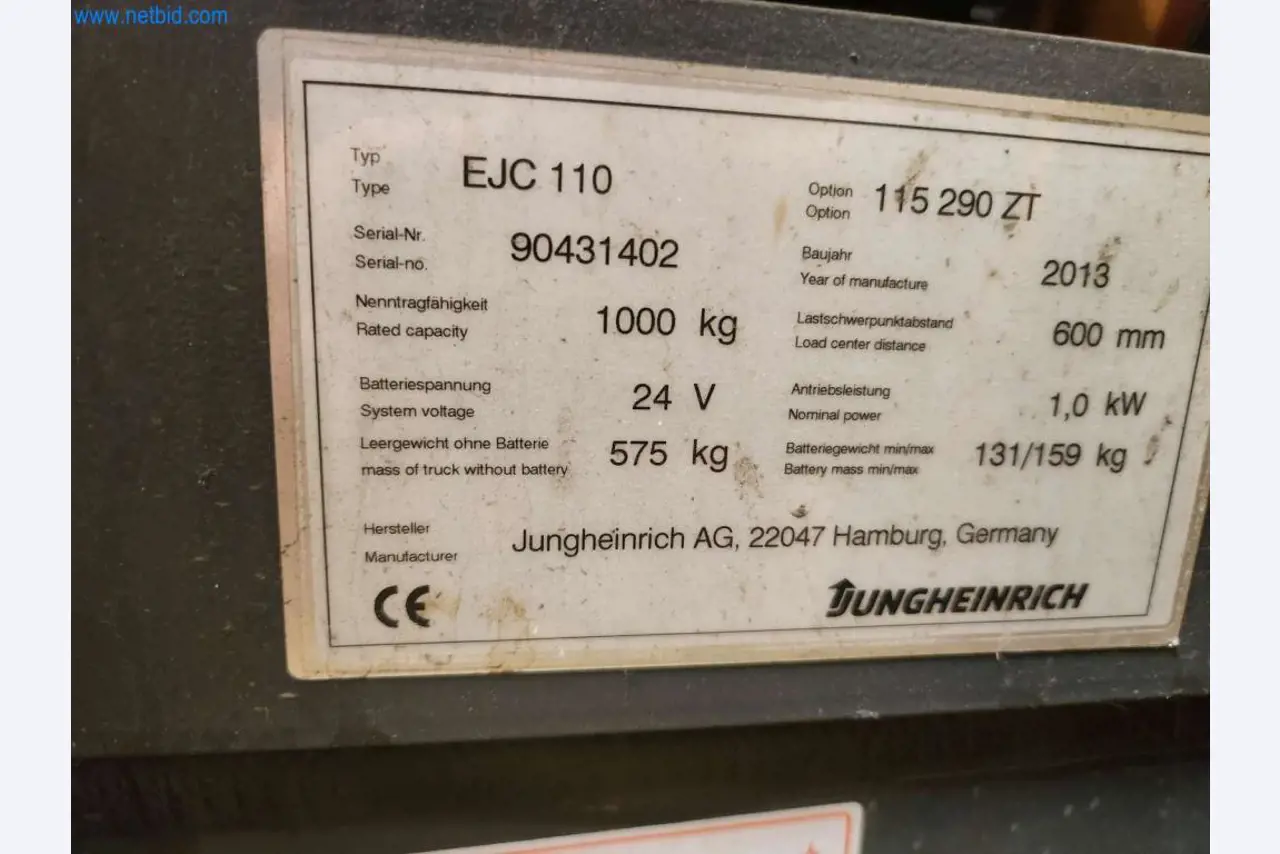 www.netbid.com
Typ
Type
EJC 110
Option
Option
115 290 ZT
Serial-Nr.
Serial-no.
90431402
Baujahr
Year of manufacture
2013
Nenntragfähigkeit
Rated capacity
1000 kg
Lastschwerpunktabstand
Load center distance
600 mm
Batteriespannung
System voltage
24 V
Antriebsleistung
Nominal power
1,0 kW
Leergewicht ohne Batterie
mass of truck without battery
575 kg
Batteriegewicht min/max
Battery mass min/max
131/159 kg
Hersteller
Manufacturer
Jungheinrich AG, 22047 Hamburg, Germany
CE
JUNGHEINRICH